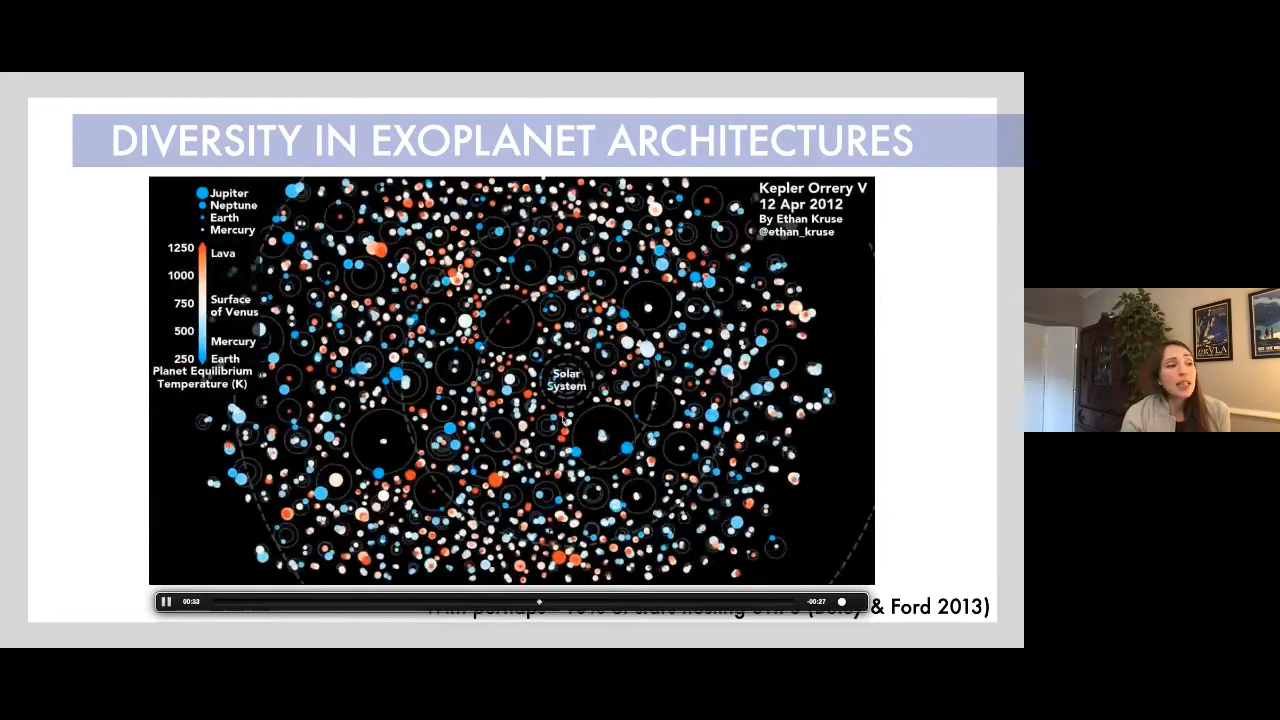 DIVERSITY IN EXOPLANET ARCHITECTURES
Jupiter
Neptune
Earth
Mercury
1250
Lava
1000
750
Surface
of Venus
500
Mercury
250
Earth
Planet Equilibrium
Temperature (K)
Kepler Orrery V
12 Apr 2012
By Ethan Kruse
@ethan_kruse
Solar
System
00:33
-00:27
& Ford 2013)
VLA